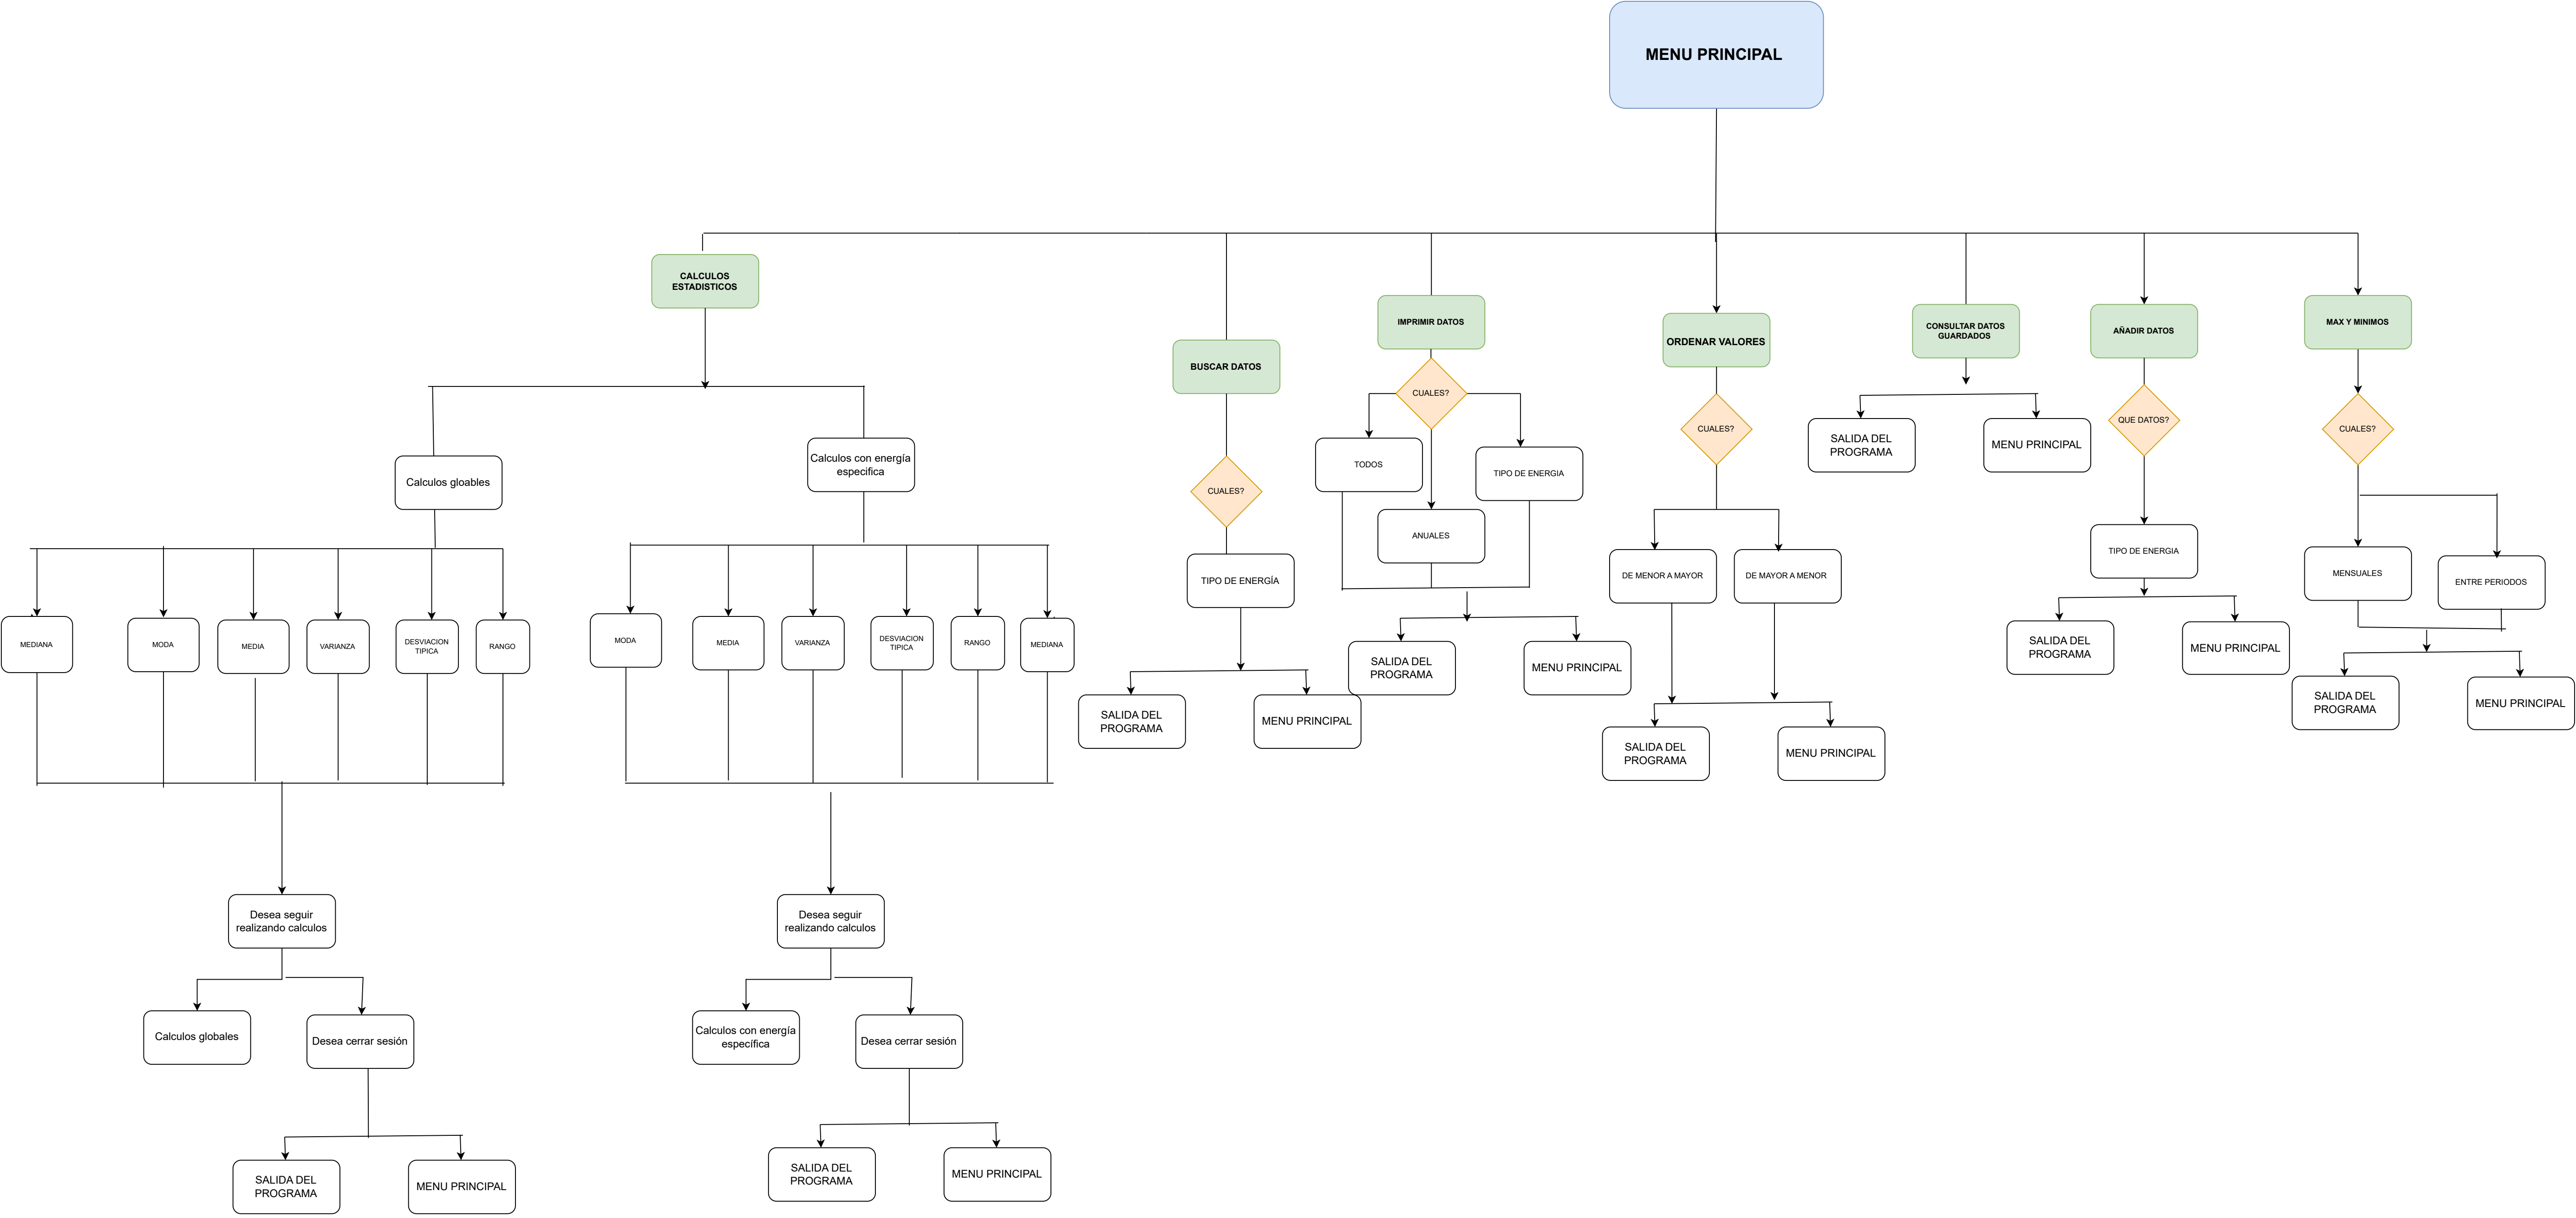 MENU PRINCIPAL
CALCULOS
ESTADISTICOS
BUSCAR DATOS
IMPRIMIR DATOS
ORDENAR VALORES
CONSULTAR DATOS
GUARDADOS
AÑADIR DATOS
MAX Y MINIMOS
Calculos gloables
Calculos con energía
especifica
MEDIANA
MODA
MEDIA
VARIANZA
DESVIACION
TIPICA
RANGO
MODA
MEDIA
VARIANZA
DESVIACION
TIPICA
RANGO
MEDIANA
Desea seguir
realizando calculos
Calculos globales
Desea cerrar sesión
SALIDA DEL
PROGRAMA
MENU PRINCIPAL
Desea seguir
realizando calculos
Calculos con energía
específica
Desea cerrar sesión
SALIDA DEL
PROGRAMA
MENU PRINCIPAL
CUALES?
TIPO DE ENERGÍA
SALIDA DEL
PROGRAMA
MENU PRINCIPAL
CUALES?
TODOS
ANUALES
TIPO DE ENERGIA
SALIDA DEL
PROGRAMA
MENU PRINCIPAL
CUALES?
DE MENOR A MAYOR
DE MAYOR A MENOR
SALIDA DEL
PROGRAMA
MENU PRINCIPAL
SALIDA DEL
PROGRAMA
MENU PRINCIPAL
QUE DATOS?
TIPO DE ENERGIA
SALIDA DEL
PROGRAMA
MENU PRINCIPAL
CUALES?
MENSUALES
ENTRE PERIODOS
SALIDA DEL
PROGRAMA
MENU PRINCIPAL